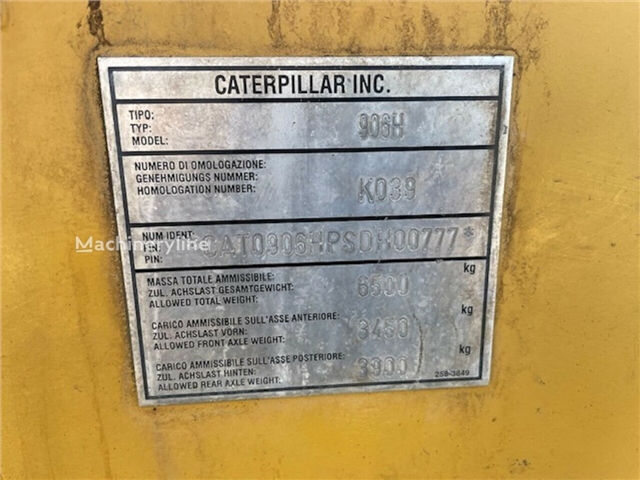 CATERPILLAR INC.
TIPO:
TYP:
MODEL: 906H
NUMERO DI OMOLOGAZIONE:
GENEHMIGUNGS NUMMER:
HOMOLOGATION NUMBER: K039
NUM IDENT:
FIN:
PIN: *CAT0906HPSDH00777*
Machineryline
MASSA TOTALE AMMISSIBILE: kg
ZUL. ACHSLAST GESAMTGEWICHT: 6500
ALLOWED TOTAL WEIGHT:
CARICO AMMISSIBILE SULL'ASSE ANTERIORE: kg
ZUL. ACHSLAST VORN: 3450
ALLOWED FRONT AXLE WEIGHT:
CARICO AMMISSIBILE SULL'ASSE POSTERIORE: kg
ZUL. ACHSLAST HINTEN: 3900
ALLOWED REAR AXLE WEIGHT:
258-3849